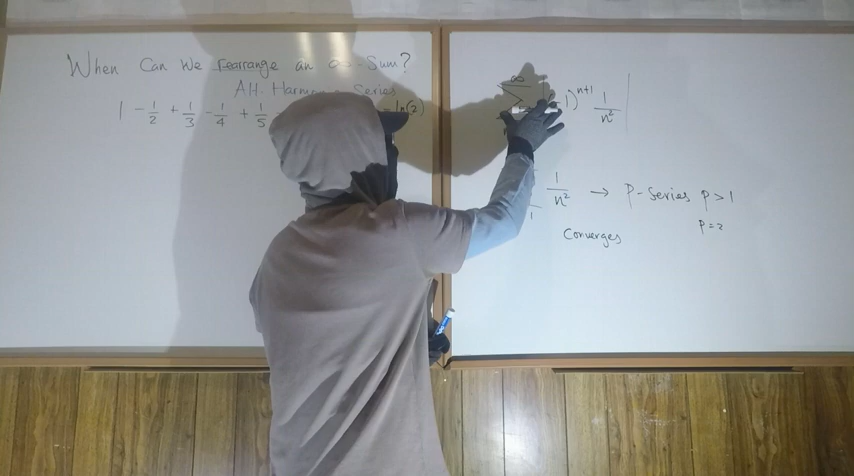 When Can We Rearrange an ∞-Sum?
Alt. Harmonic Series
1 - 1/2 + 1/3 - 1/4 + 1/5 = ln(2)
∞
∑ |(-1)^n+1 1/n²|
1/n² → P-Series P>1
1
Converges P=2